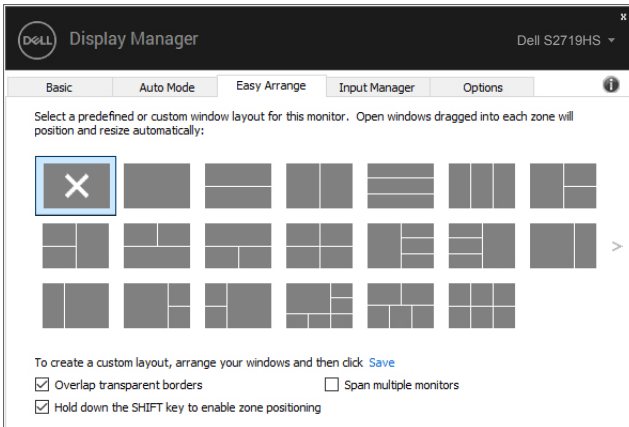 x
DELL Display Manager Dell S2719HS
Basic Auto Mode Easy Arrange Input Manager Options
Select a predefined or custom window layout for this monitor. Open windows dragged into each zone will
position and resize automatically:
>
To create a custom layout, arrange your windows and then click Save
Overlap transparent borders Span multiple monitors
Hold down the SHIFT key to enable zone positioning